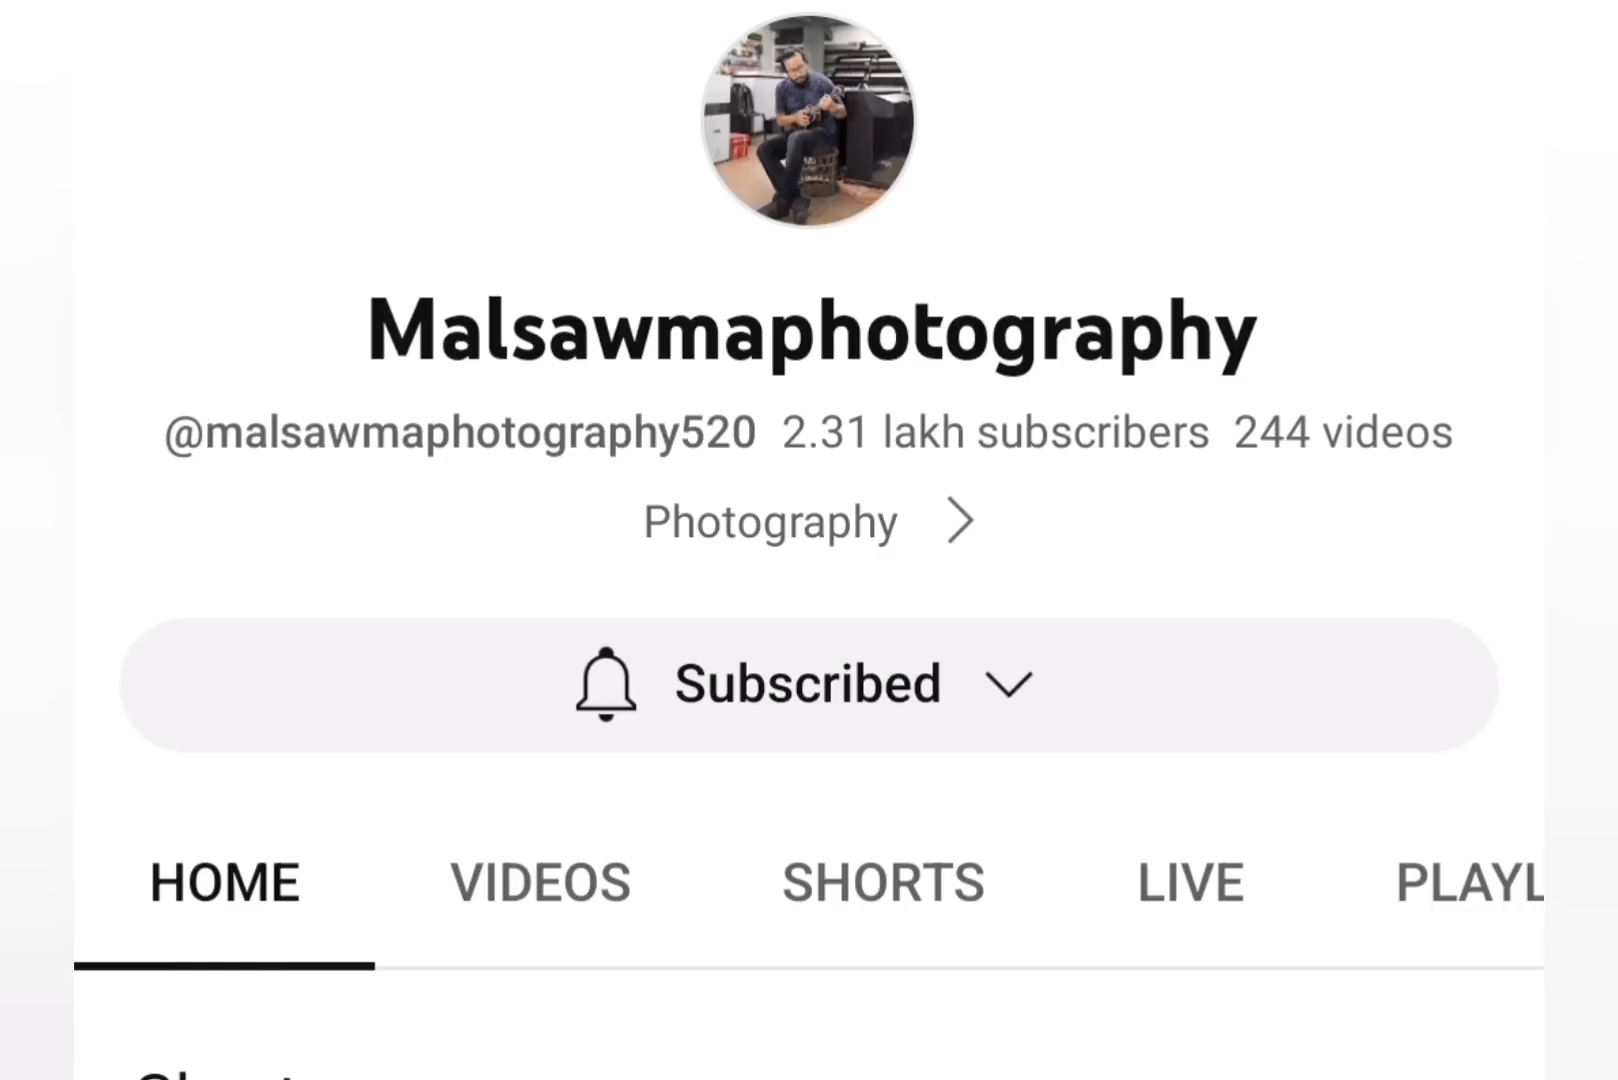 Malsawmaphotography
@malsawmaphotography520 2.31 lakh subscribers 244 videos
Photography
Subscribed
HOME VIDEOS SHORTS LIVE PLAYL